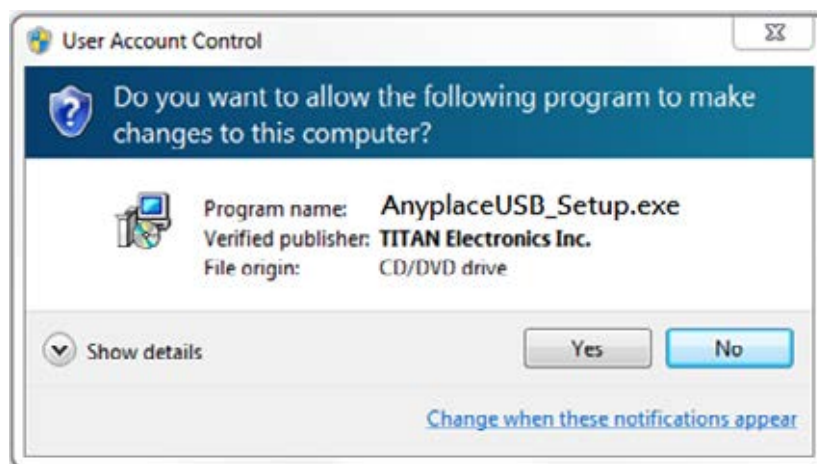 User Account Control
Do you want to allow the following program to make
changes to this computer?
Program name: AnyplaceUSB_Setup.exe
Verified publisher: TITAN Electronics Inc.
File origin: CD/DVD drive
Show details Yes No
Change when these notifications appear